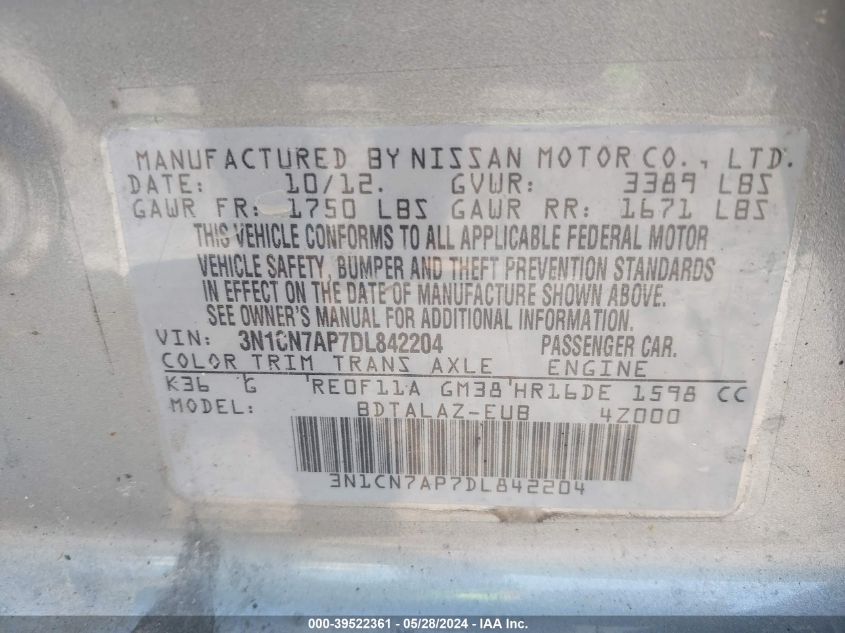 MANUFACTURED BY NISSAN MOTOR CO., LTD.
DATE: 10/12. GVWR: 3389 LBS
GAWR FR: 1750 LBS GAWR RR: 1671 LBS
THIS VEHICLE CONFORMS TO ALL APPLICABLE FEDERAL MOTOR
VEHICLE SAFETY, BUMPER AND THEFT PREVENTION STANDARDS
IN EFFECT ON THE DATE OF MANUFACTURE SHOWN ABOVE.
SEE OWNER'S MANUAL FOR ADDITIONAL INFORMATION.
VIN: 3N1CN7AP7DL842204 PASSENGER CAR.
COLOR TRIM TRANS AXLE ENGINE
K36 G RE0F11A GM38 HR16DE 1598 CC
MODEL: BDTALAZ-EUB 4Z000
3N1CN7AP7DL842204
000-39522361 - 05/28/2024 - IAA Inc.